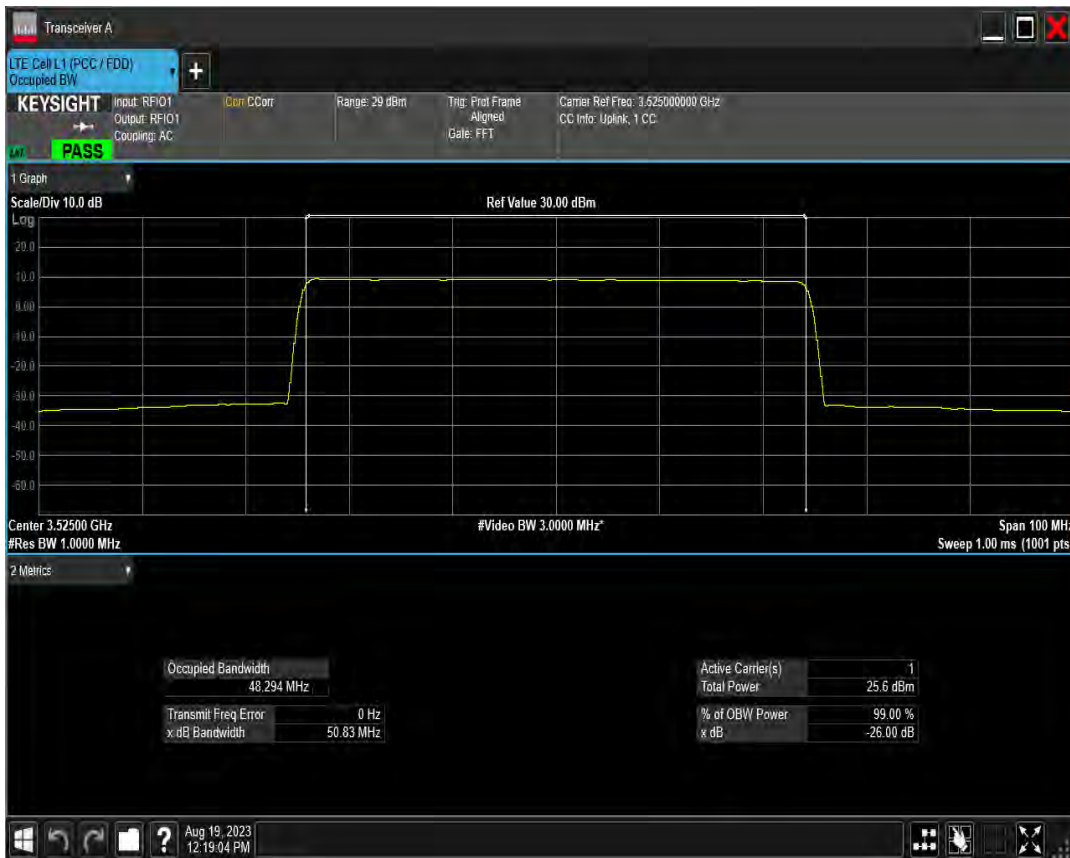 Transceiver A
LTE Cell L1 (PCC / FDD)
Occupied BW
+
KEYSIGHT
Input: RFIO1
Output: RFIO1
Coupling: AC
PASS
Corr CCorr
Range: 29 dBm
Trig: Prot Frame
Aligned
Gate: FFT
Carrier Ref Freq: 3.525000000 GHz
CC Info: Uplink, 1 CC
1 Graph
Scale/Div 10.0 dB
Ref Value 30.00 dBm
Log
20.0
10.0
0.00
-10.0
-20.0
-30.0
-40.0
-50.0
-60.0
Center 3.52500 GHz
#Video BW 3.0000 MHz*
Span 100 MHz
#Res BW 1.0000 MHz
Sweep 1.00 ms (1001 pts
2 Metrics
Occupied Bandwidth
48.294 MHz
Transmit Freq Error 0 Hz
x dB Bandwidth 50.83 MHz
Active Carrier(s) 1
Total Power 25.6 dBm
% of OBW Power 99.00 %
x dB -26.00 dB
?
Aug 19, 2023
12:19:04 PM